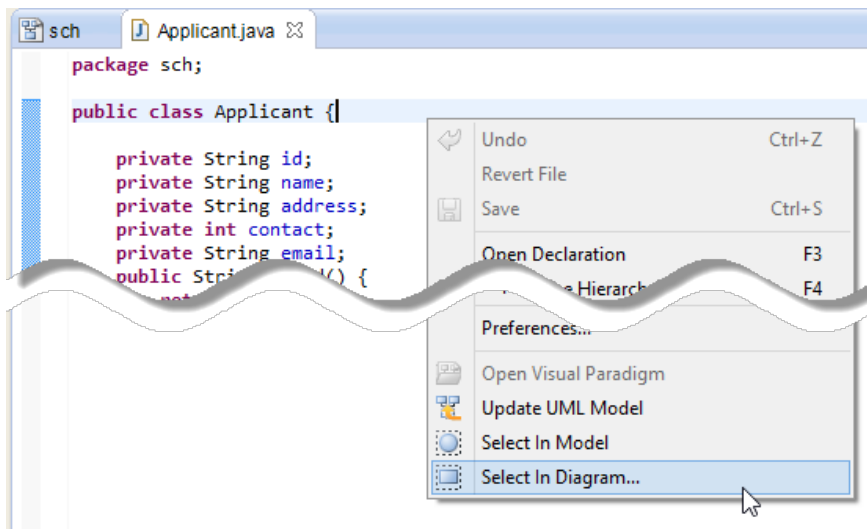 sch
Applicant.java
package sch;
public class Applicant {
private String id;
private String name;
private String address;
private int contact;
private String email;
public () {
Undo Ctrl+Z
Revert File
Save Ctrl+S
Open Declaration F3
F4
Preferences...
Open Visual Paradigm
Update UML Model
Select In Model
Select In Diagram...